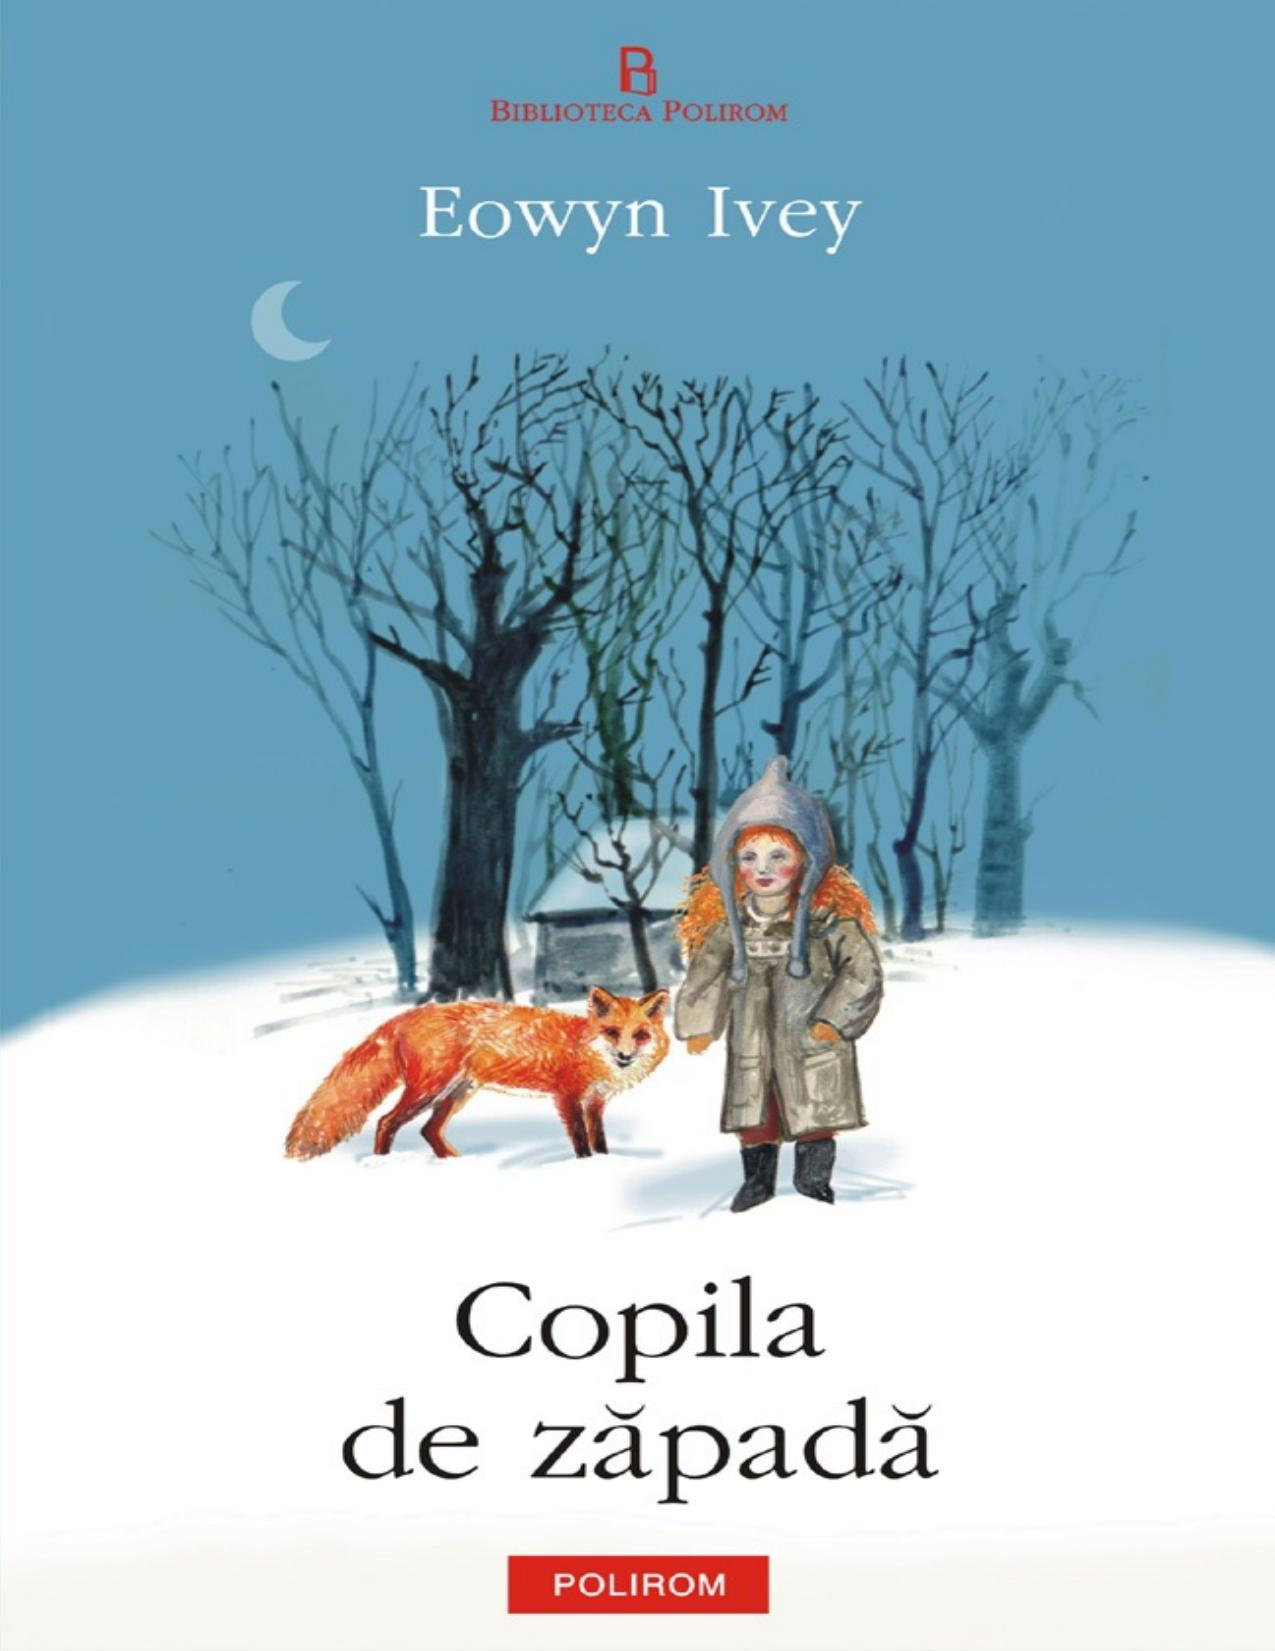 BIBLIOTECA POLIROM
Eowyn Ivey
Copila
de zăpadă
POLIROM